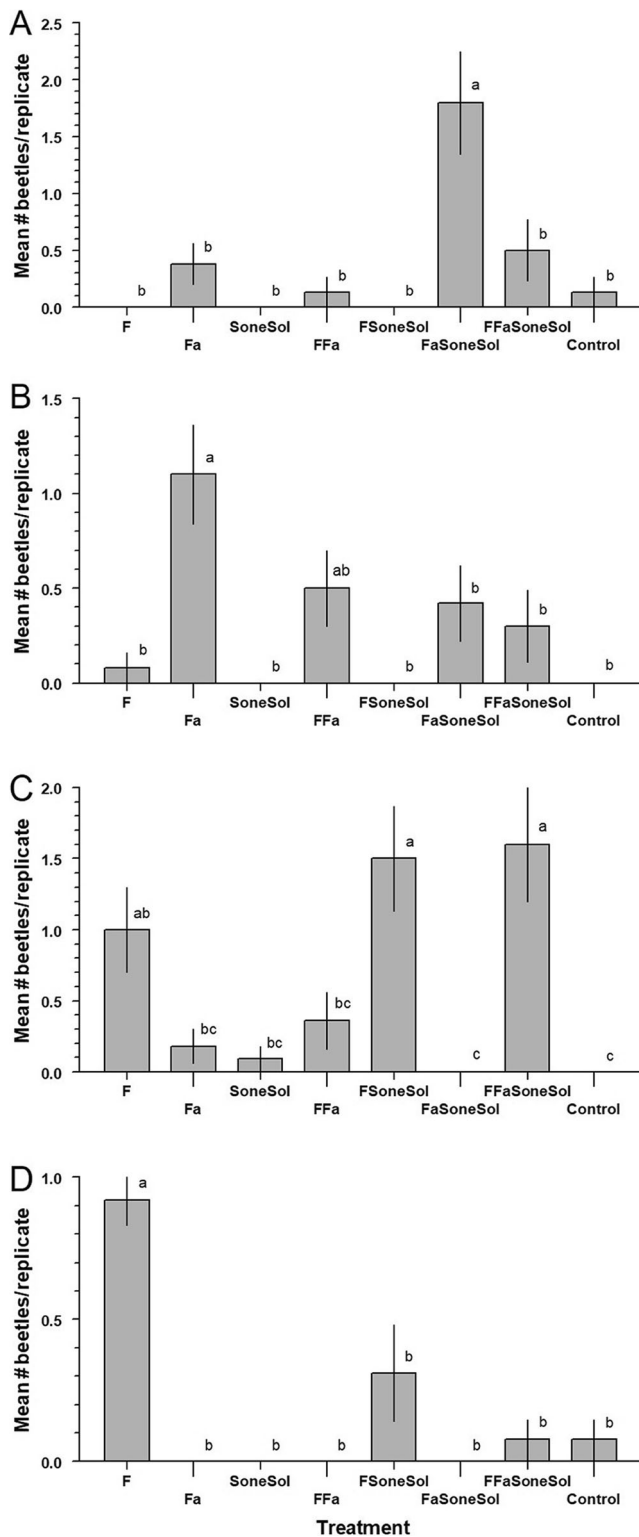 A
Mean # beetles/replicate
2.5
2.0
1.5
1.0
0.5
0.0
a
b b b b b b b
F SoneSol FSoneSol FFaSoneSol
Fa FFa FaSoneSol Control
B
Mean # beetles/replicate
1.5
1.0
0.5
0.0
b a b ab b b b b
F SoneSol FSoneSol FFaSoneSol
Fa FFa FaSoneSol Control
C
Mean # beetles/replicate
2.0
1.5
1.0
0.5
0.0
ab bc bc bc a c a c
F SoneSol FSoneSol FFaSoneSol
Fa FFa FaSoneSol Control
D
Mean # beetles/replicate
1.0
0.5
0.0
a b b b b b b b
F SoneSol FSoneSol FFaSoneSol
Fa FFa FaSoneSol Control
Treatment